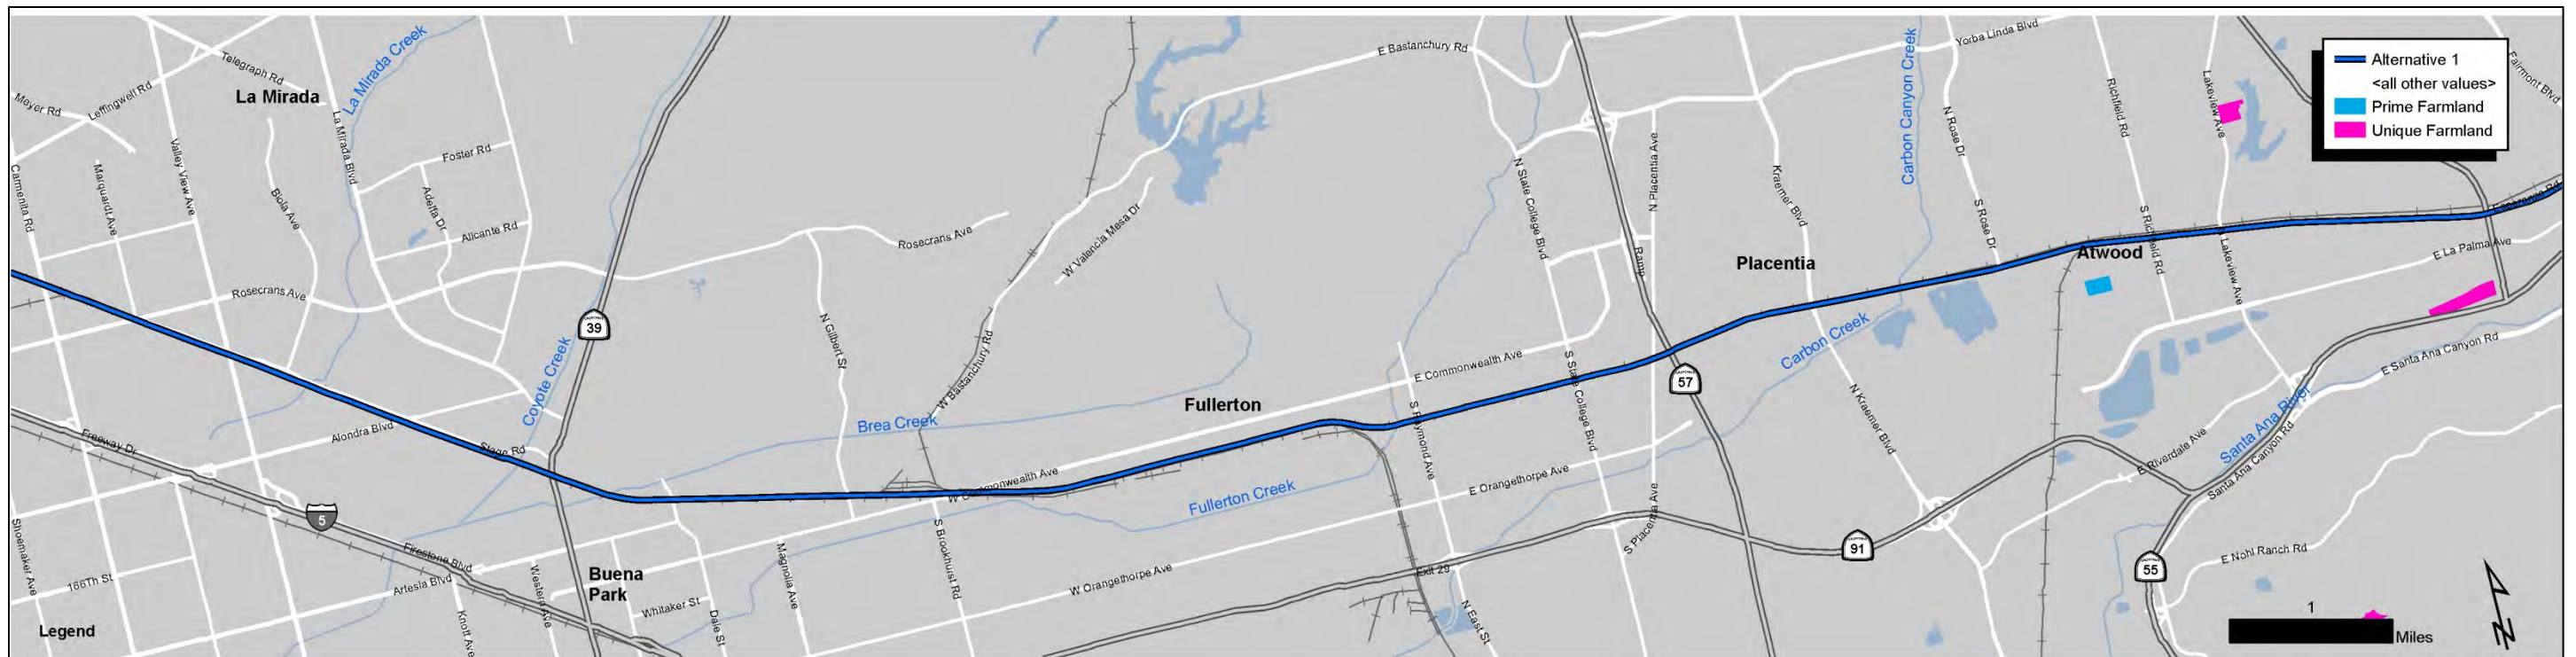 Alternative 1
<all other values>
Prime Farmland
Unique Farmland
Telegraph Rd
La Mirada Creek
Meyer Rd
Leffingwell Rd
La Mirada
La Mirada Blvd
Valley View Ave
Foster Rd
Carmenita Rd
Marquardt Ave
Biola Ave
Adelfa Dr
Alicante Rd
Rosecrans Ave
Rosecrans Ave
W Valencia Mesa Dr
E Bastanchury Rd
N State College Blvd
N Placentia Ave
Ramp
Kraemer Blvd
Carbon Canyon Creek
Yorba Linda Blvd
N Rose Dr
S Rose Dr
Richfield Rd
S Richfield Rd
Lakeview Ave
N Lakeview Ave
Fairmont Blvd
Esperanza Rd
E La Palma Ave
Atwood
Placentia
39
Coyote Creek
N Gilbert St
W Bastanchury Rd
Brea Creek
Fullerton
E Commonwealth Ave
S State College Blvd
S Raymond Ave
57
Carbon Creek
N Kraemer Blvd
E Santa Ana Canyon Rd
Santa Ana River
Santa Ana Canyon Rd
E Riverdale Ave
Freeway Dr
Alondra Blvd
Stage Rd
W Commonwealth Ave
Fullerton Creek
E Orangethorpe Ave
S Placentia Ave
91
55
E Nohl Ranch Rd
5
Shoemaker Ave
Firestone Blvd
166Th St
Artesia Blvd
Knott Ave
Western Ave
Buena
Park
Whitaker St
Dale St
Magnolia Ave
S Brookhurst Rd
W Orangethorpe Ave
Exit 29
N East St
Legend
1
Miles
N